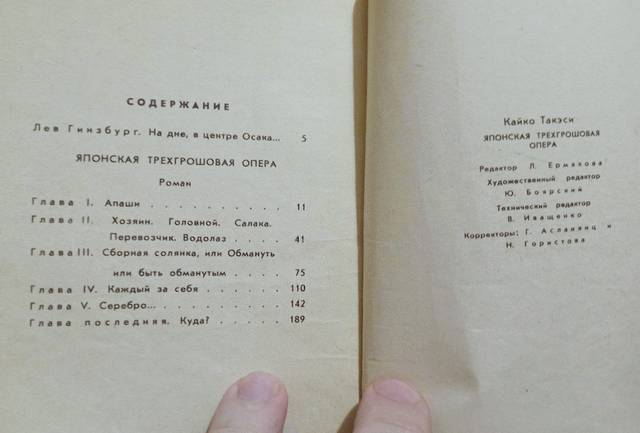 СОДЕРЖАНИЕ
Лев Гинзбург. На дне, в центре Осака... 5
ЯПОНСКАЯ ТРЕХГРОШОВАЯ ОПЕРА
Роман
Глава I. Апаши . . . . . . . . . 11
Глава II. Хозяин. Головной. Салака.
Перевозчик. Водолаз . . . . 41
Глава III. Сборная солянка, или Обмануть
или быть обманутым . . . . 75
Глава IV. Каждый за себя . . . . . . 110
Глава V. Серебро... . . . . . . . . 142
Глава последняя. Куда? . . . . . . 189
Кайко Такэси
ЯПОНСКАЯ ТРЕХГРОШОВАЯ
ОПЕРА
Редактор Л. Ермакова
Художественный редактор
Ю. Боярский
Технический редактор
В. Иващенко
Корректоры: Г. Асланянц и
Н. Гористова